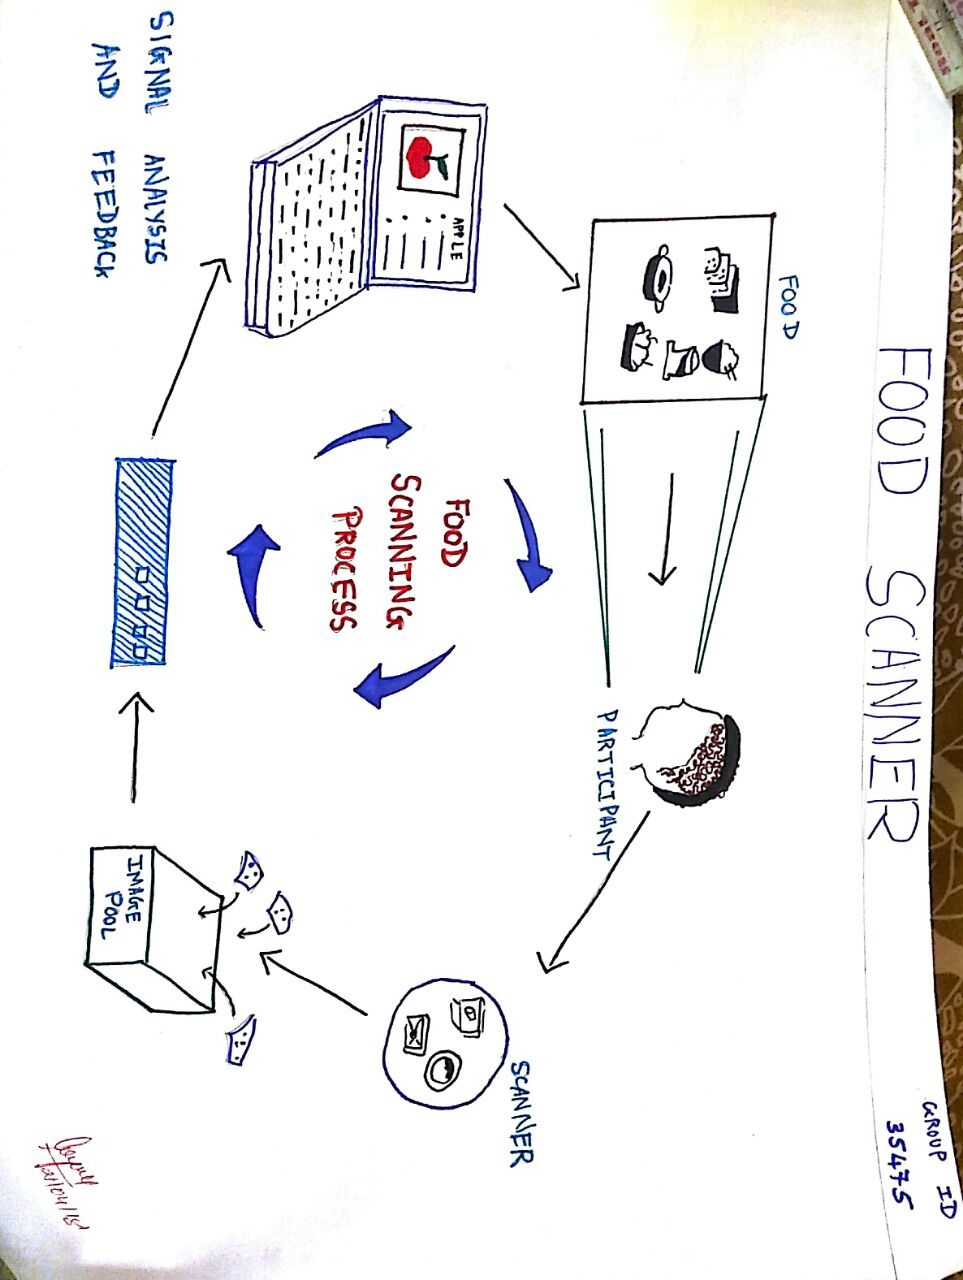 FOOD SCANNER
GROUP ID
35475
FOOD
APPLE
SIGNAL ANALYSIS
AND FEEDBACK
FOOD
SCANNING
PROCESS
PARTICIPANT
SCANNER
IMAGE
POOL